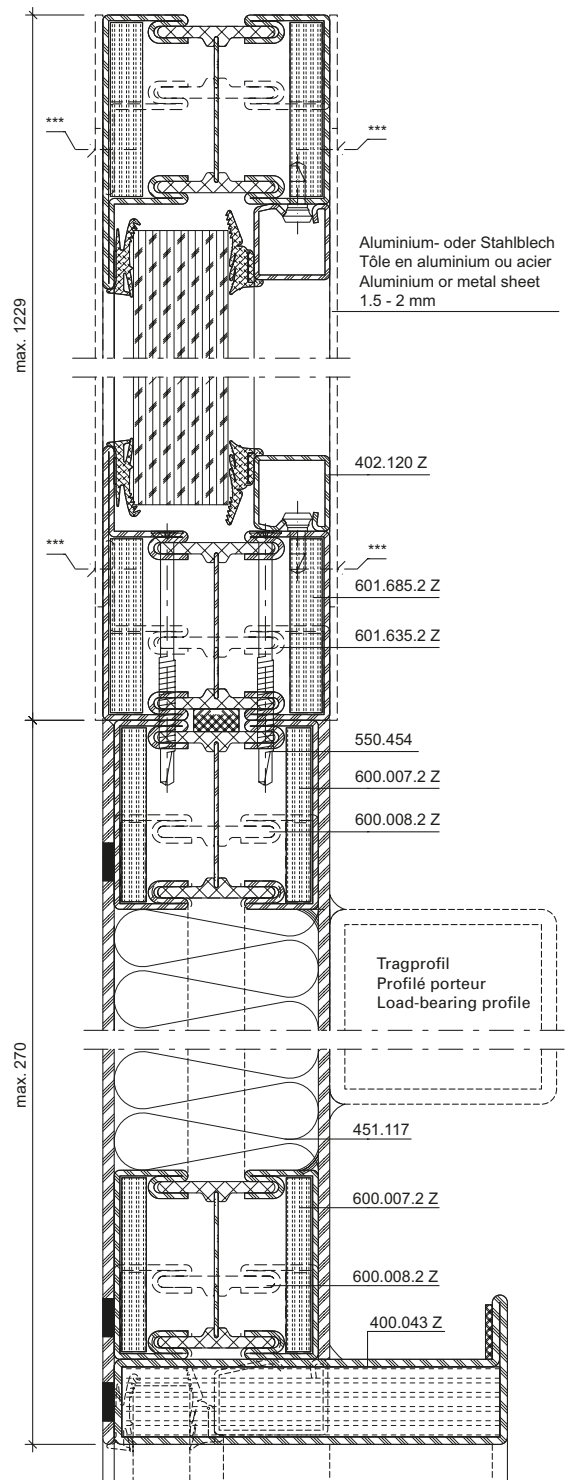 ***
***
Aluminium- oder Stahlblech
Tôle en aluminium ou acier
Aluminium or metal sheet
1.5 - 2 mm
max. 1229
402.120 Z
***
***
601.685.2 Z
601.635.2 Z
550.454
600.007.2 Z
600.008.2 Z
Tragprofil
Profilé porteur
Load-bearing profile
max. 270
451.117
600.007.2 Z
600.008.2 Z
400.043 Z